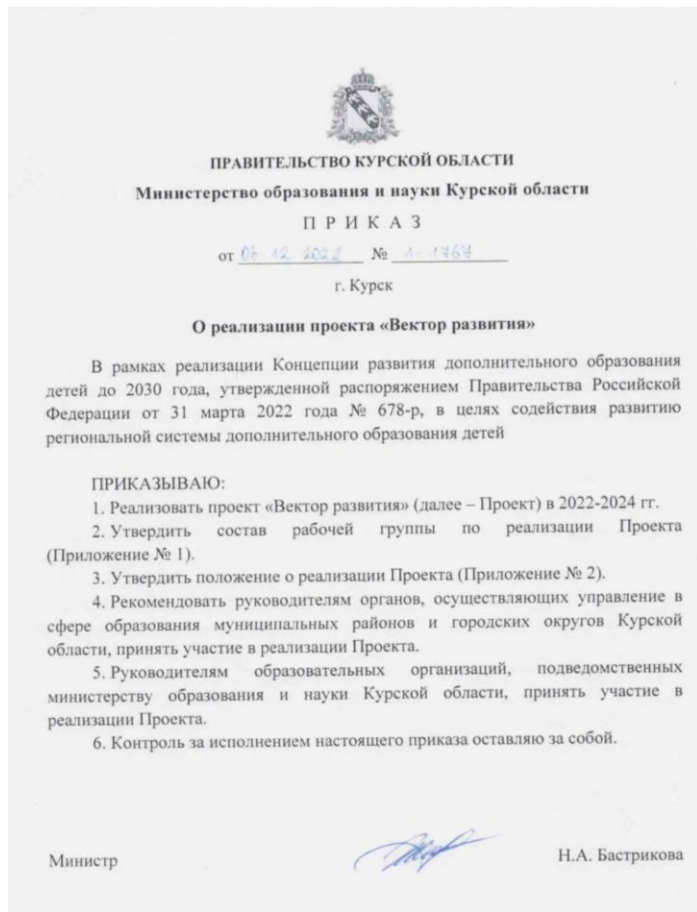 ПРАВИТЕЛЬСТВО КУРСКОЙ ОБЛАСТИ
Министерство образования и науки Курской области
П Р И К А З
от 06 12 2022 № 1-1767
г. Курск
О реализации проекта «Вектор развития»
В рамках реализации Концепции развития дополнительного образования
детей до 2030 года, утвержденной распоряжением Правительства Российской
Федерации от 31 марта 2022 года № 678-р, в целях содействия развитию
региональной системы дополнительного образования детей
ПРИКАЗЫВАЮ:
1. Реализовать проект «Вектор развития» (далее – Проект) в 2022-2024 гг.
2. Утвердить состав рабочей группы по реализации Проекта
(Приложение № 1).
3. Утвердить положение о реализации Проекта (Приложение № 2).
4. Рекомендовать руководителям органов, осуществляющих управление в
сфере образования муниципальных районов и городских округов Курской
области, принять участие в реализации Проекта.
5. Руководителям образовательных организаций, подведомственных
министерству образования и науки Курской области, принять участие в
реализации Проекта.
6. Контроль за исполнением настоящего приказа оставляю за собой.
Министр Н.А. Бастрикова